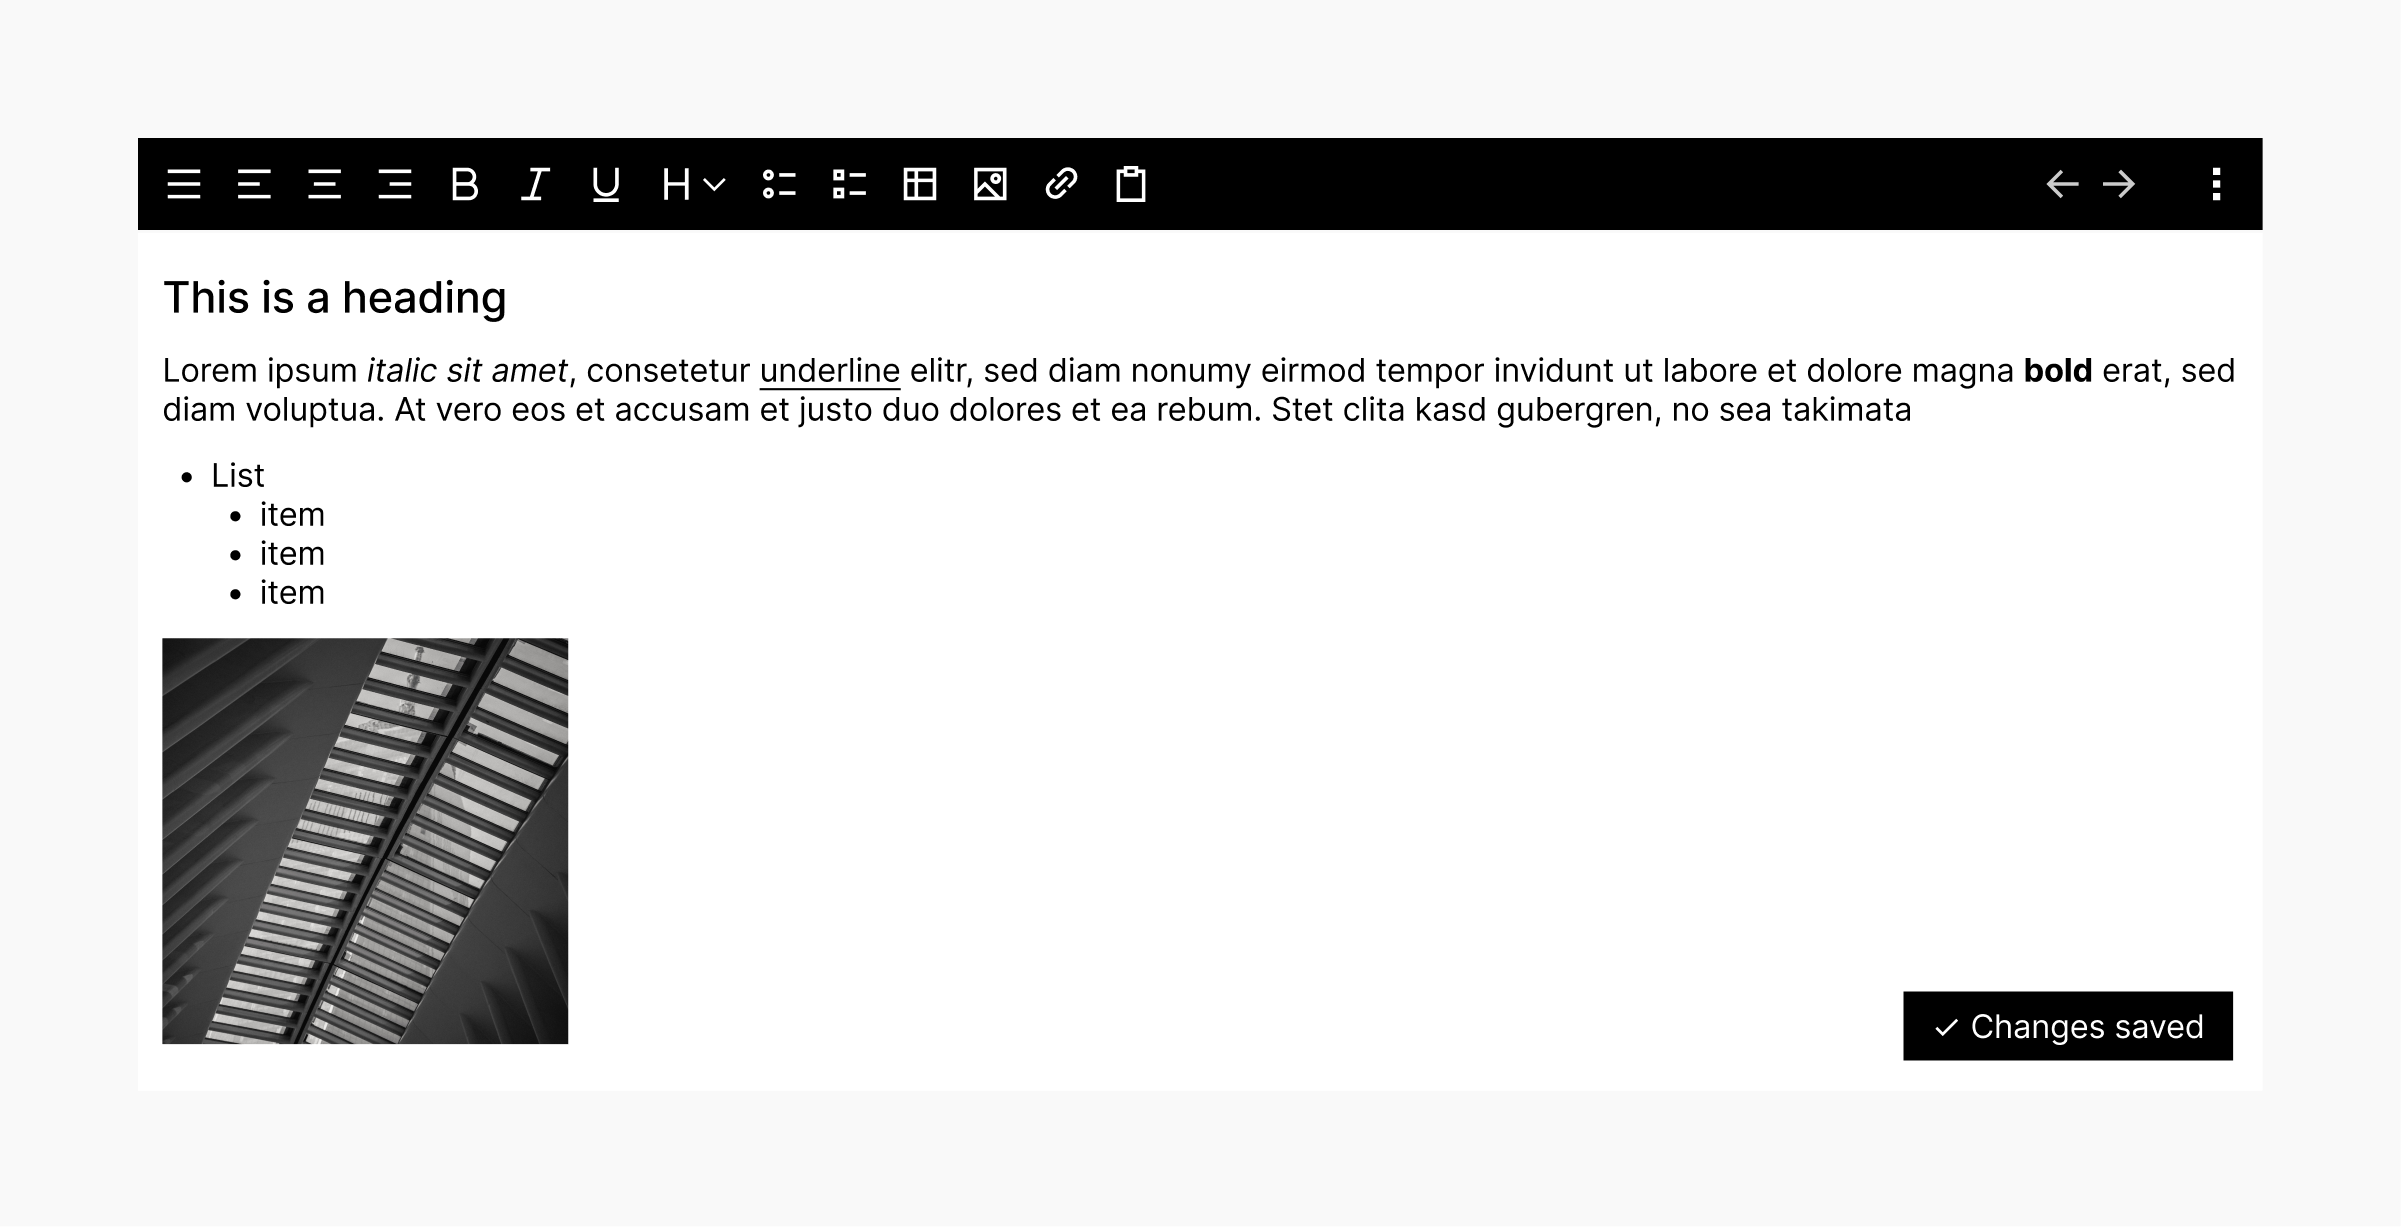 B I U H
This is a heading
Lorem ipsum italic sit amet, consetetur underline elitr, sed diam nonumy eirmod tempor invidunt ut labore et dolore magna bold erat, sed
diam voluptua. At vero eos et accusam et justo duo dolores et ea rebum. Stet clita kasd gubergren, no sea takimata
• List
• item
• item
• item
✓ Changes saved